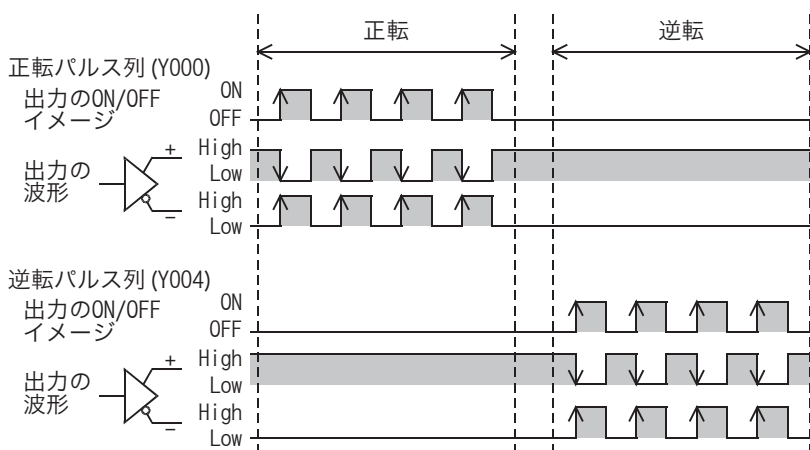 正転
逆転
正転パルス列 (Y000)
出力のON/OFF
イメージ
ON
OFF
出力の
波形
+
−
High
Low
High
Low
逆転パルス列 (Y004)
出力のON/OFF
イメージ
ON
OFF
出力の
波形
+
−
High
Low
High
Low